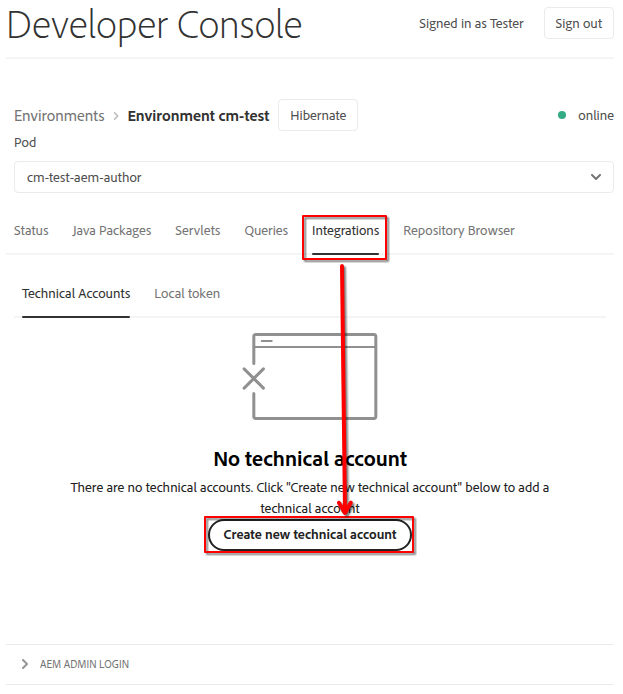 Developer Console
Signed in as Tester
Sign out
Environments > Environment cm-test
Hibernate
online
Pod
cm-test-aem-author
Status Java Packages Servlets Queries Integrations Repository Browser
Technical Accounts Local token
No technical account
There are no technical accounts. Click "Create new technical account" below to add a
technical account
Create new technical account
AEM ADMIN LOGIN